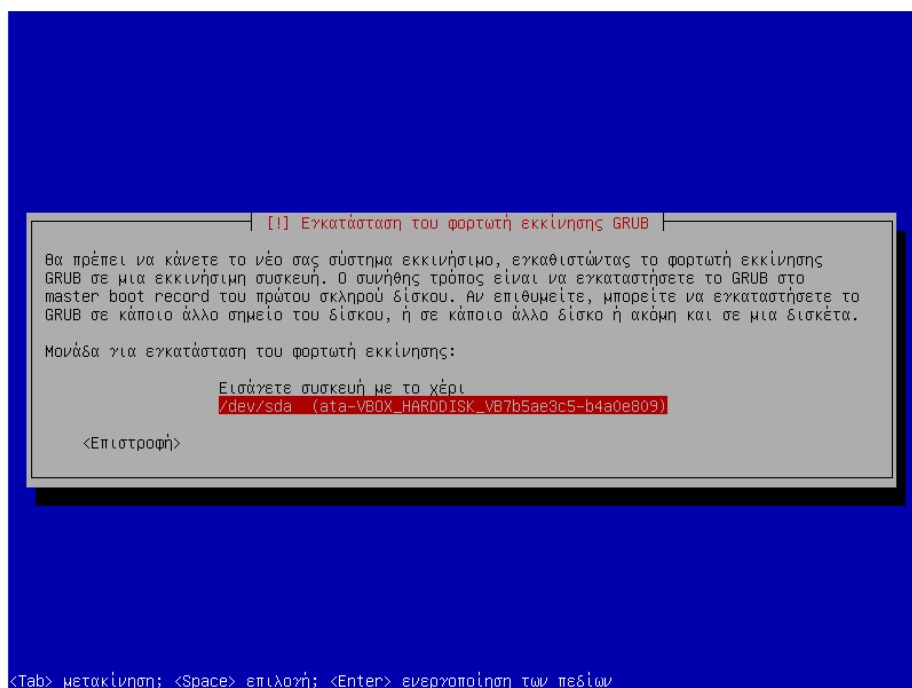 [!] Εγκατάσταση του φορτωτή εκκίνησης GRUB
Θα πρέπει να κάνετε το νέο σας σύστημα εκκινήσιμο, εγκαθιστώντας το φορτωτή εκκίνησης
GRUB σε μια εκκινήσιμη συσκευή. Ο συνήθης τρόπος είναι να εγκαταστήσετε το GRUB στο
master boot record του πρώτου σκληρού δίσκου. Αν επιθυμείτε, μπορείτε να εγκαταστήσετε το
GRUB σε κάποιο άλλο σημείο του δίσκου, ή σε κάποιο άλλο δίσκο ή ακόμη και σε μια δισκέτα.
Μονάδα για εγκατάσταση του φορτωτή εκκίνησης:
Εισάγετε συσκευή με το χέρι
/dev/sda (ata-VBOX_HARDDISK_VB7b5ae3c5-b4a0e809)
<Επιστροφή>
<Tab> μετακίνηση; <Space> επιλογή; <Enter> ενεργοποίηση των πεδίων